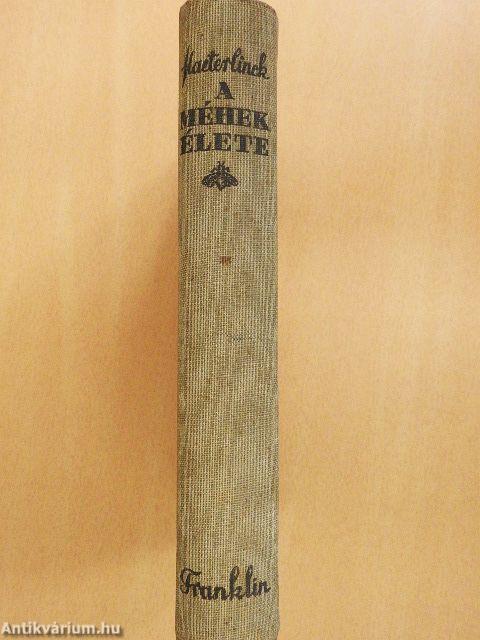 Maeterlinck
A
MÉHEK
ÉLETE
Franklin
Antikvárium.hu